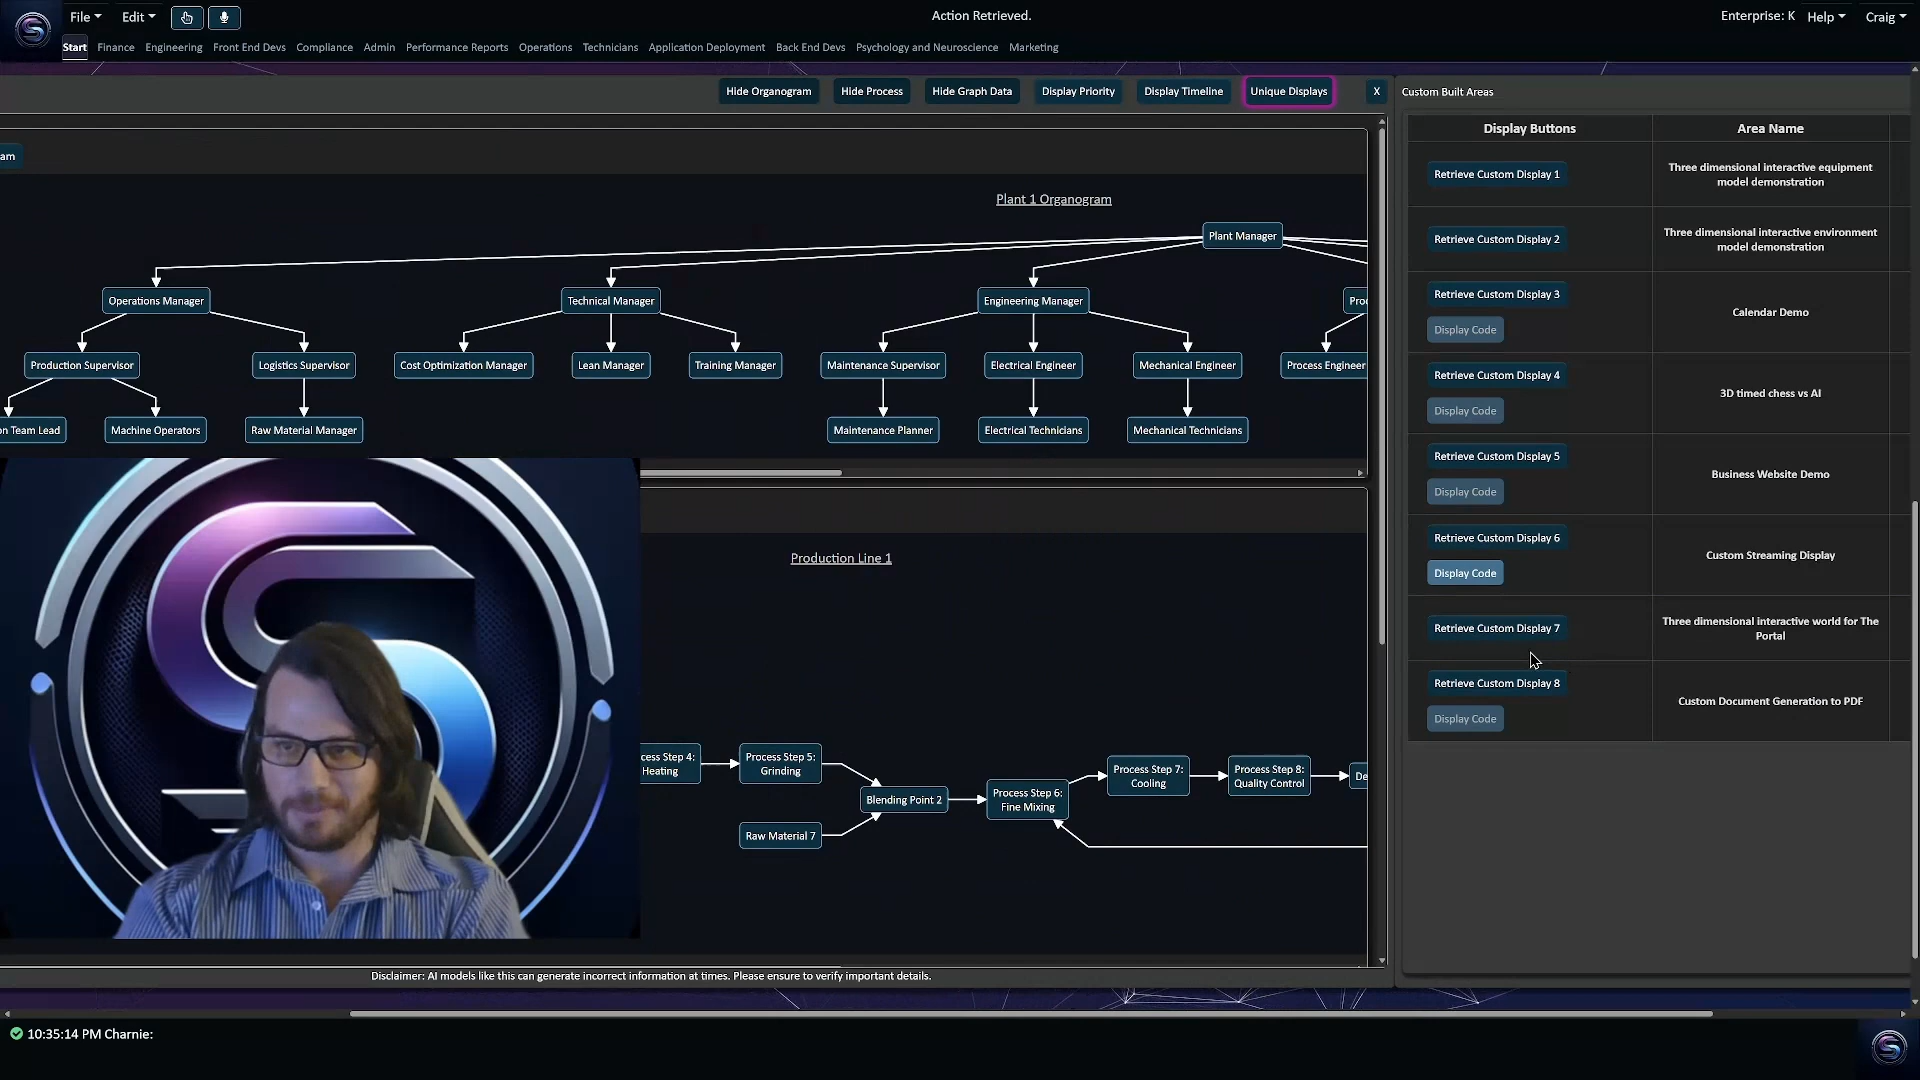 File
Edit
Action Retrieved.
Enterprise: K
Help
Craig
Start
Finance
Engineering
Front End Devs
Compliance
Admin
Performance Reports
Operations
Technicians
Application Deployment
Back End Devs
Psychology and Neuroscience
Marketing
Hide Organogram
Hide Process
Hide Graph Data
Display Priority
Display Timeline
Unique Displays
X
am
Plant 1 Organogram
Plant Manager
Operations Manager
Technical Manager
Engineering Manager
Proc
Production Supervisor
Logistics Supervisor
Cost Optimization Manager
Lean Manager
Training Manager
Maintenance Supervisor
Electrical Engineer
Mechanical Engineer
Process Engineer
on Team Lead
Machine Operators
Raw Material Manager
Maintenance Planner
Electrical Technicians
Mechanical Technicians
Production Line 1
cess Step 4:
Heating
Process Step 5:
Grinding
Raw Material 7
Blending Point 2
Process Step 6:
Fine Mixing
Process Step 7:
Cooling
Process Step 8:
Quality Control
De
Disclaimer: AI models like this can generate incorrect information at times. Please ensure to verify important details.
Custom Built Areas
Display Buttons
Area Name
Retrieve Custom Display 1
Three dimensional interactive equipment
model demonstration
Retrieve Custom Display 2
Three dimensional interactive environment
model demonstration
Retrieve Custom Display 3
Display Code
Calendar Demo
Retrieve Custom Display 4
Display Code
3D timed chess vs AI
Retrieve Custom Display 5
Display Code
Business Website Demo
Retrieve Custom Display 6
Display Code
Custom Streaming Display
Retrieve Custom Display 7
Three dimensional interactive world for The
Portal
Retrieve Custom Display 8
Display Code
Custom Document Generation to PDF
10:35:14 PM Charnie: